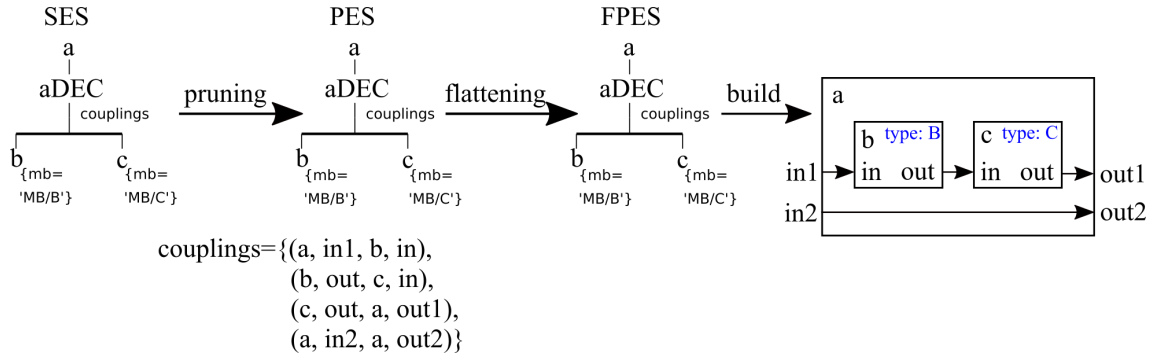 SES
PES
FPES
a
a
a
aDEC
aDEC
aDEC
couplings
couplings
couplings
pruning
flattening
build
b
c
{mb=
'MB/B'}
{mb=
'MB/C'}
b
c
{mb=
'MB/B'}
{mb=
'MB/C'}
b
c
{mb=
'MB/B'}
{mb=
'MB/C'}
a
b type: B
in out
c type: C
in out
in1
out1
in2
out2
couplings={(a, in1, b, in),
(b, out, c, in),
(c, out, a, out1),
(a, in2, a, out2)}